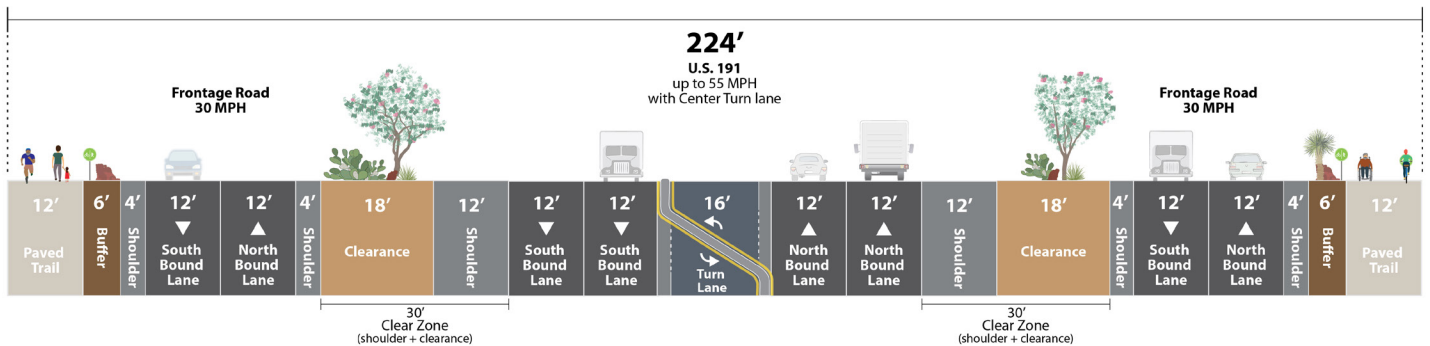 224’
U.S. 191
up to 55 MPH
with Center Turn lane
Frontage Road
30 MPH
Frontage Road
30 MPH
12’
Paved
Trail
6’
Buffer
4’
Shoulder
12’
South
Bound
Lane
12’
North
Bound
Lane
4’
Shoulder
18’
Clearance
12’
Shoulder
12’
South
Bound
Lane
12’
South
Bound
Lane
16’
Turn
Lane
12’
North
Bound
Lane
12’
North
Bound
Lane
12’
Shoulder
18’
Clearance
4’
Shoulder
12’
South
Bound
Lane
12’
North
Bound
Lane
4’
Shoulder
6’
Buffer
12’
Paved
Trail
30’
Clear Zone
(shoulder + clearance)
30’
Clear Zone
(shoulder + clearance)